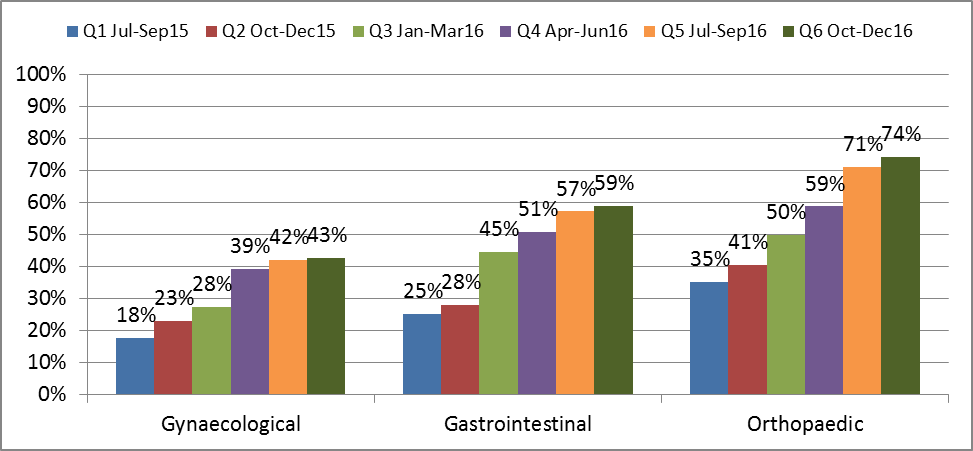 Q1 Jul-Sep15 Q2 Oct-Dec15 Q3 Jan-Mar16 Q4 Apr-Jun16 Q5 Jul-Sep16 Q6 Oct-Dec16
100%
90%
80%
70%
60%
50%
40%
30%
20%
10%
0%
18% 23% 28% 39% 42% 43%
25% 28% 45% 51% 57% 59%
35% 41% 50% 59% 71% 74%
Gynaecological Gastrointestinal Orthopaedic